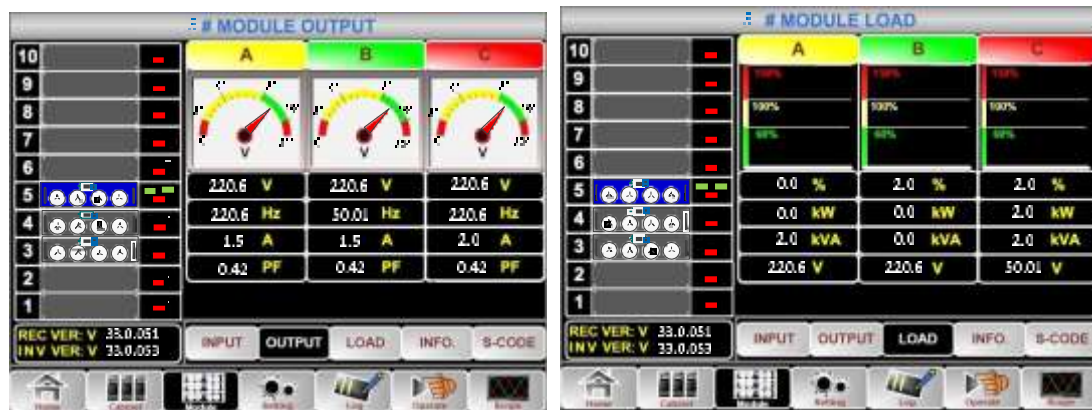 # MODULE OUTPUT
A B C
10
9
8
7
6
5
4
3
2
1
V V V
220.6 V 220.6 V 220.6 V
220.6 Hz 50.01 Hz 220.6 Hz
1.5 A 1.5 A 2.0 A
0.42 PF 0.42 PF 0.42 PF
REC VER: V 33.0.051
INV VER: V 33.0.053
INPUT OUTPUT LOAD INFO. S-CODE
Home Cabinet Module Setting Log Operate Scope
# MODULE LOAD
A B C
10
9
8
7
6
5
4
3
2
1
150% 150% 150%
100% 100% 100%
60% 60% 60%
0.0 % 2.0 % 2.0 %
0.0 kW 0.0 kW 2.0 kW
2.0 kVA 0.0 kVA 2.0 kVA
220.6 V 220.6 V 50.01 V
REC VER: V 33.0.051
INV VER: V 33.0.053
INPUT OUTPUT LOAD INFO. S-CODE
Home Cabinet Module Setting Log Operate Scope